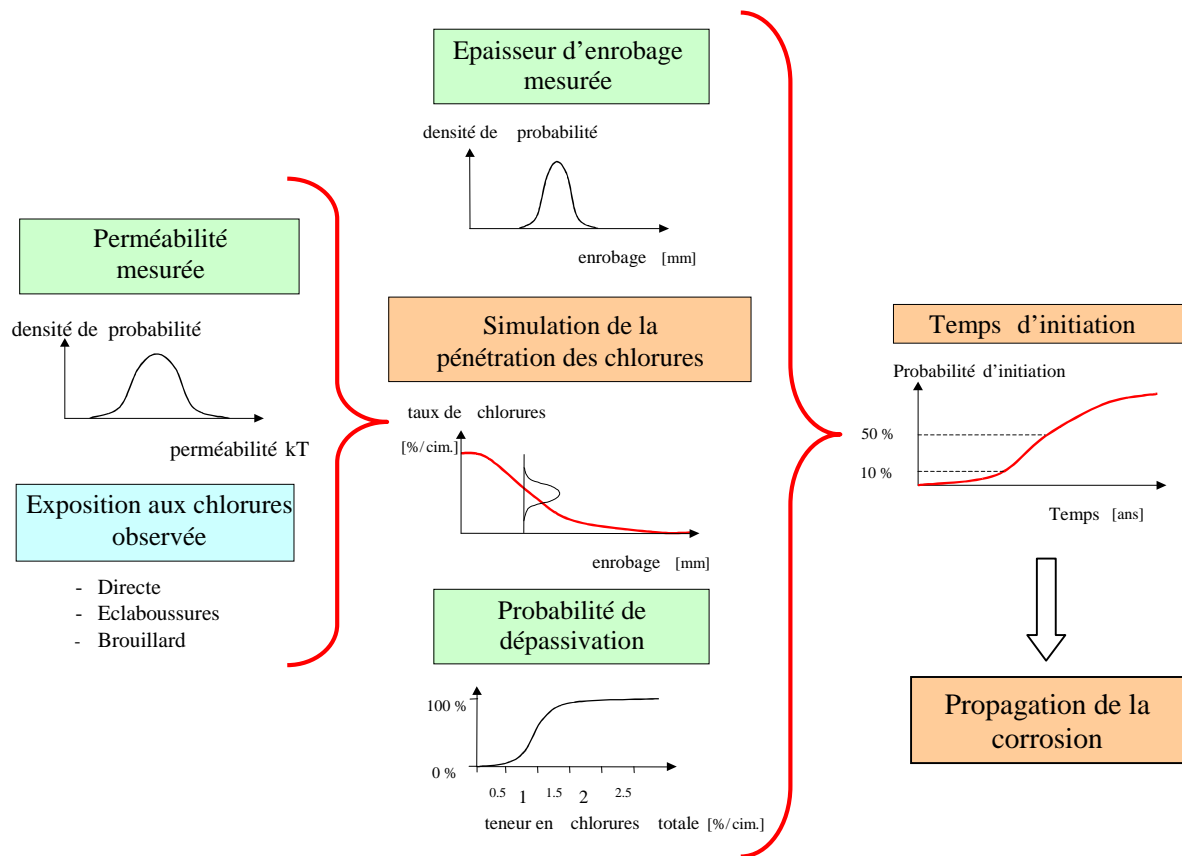 Perméabilité
mesurée
densité de probabilité
perméabilité kT
Exposition aux chlorures
observée
- Directe
- Eclaboussures
- Brouillard
Epaisseur d'enrobage
mesurée
densité de probabilité
enrobage [mm]
Simulation de la
pénétration des chlorures
taux de chlorures
[%/cim.]
enrobage [mm]
Probabilité de
dépassivation
100 %
0 %
0.5 1 1.5 2 2.5
teneur en chlorures totale [%/cim.]
Temps d'initiation
Probabilité d'initiation
50 %
10 %
Temps [ans]
Propagation de la
corrosion